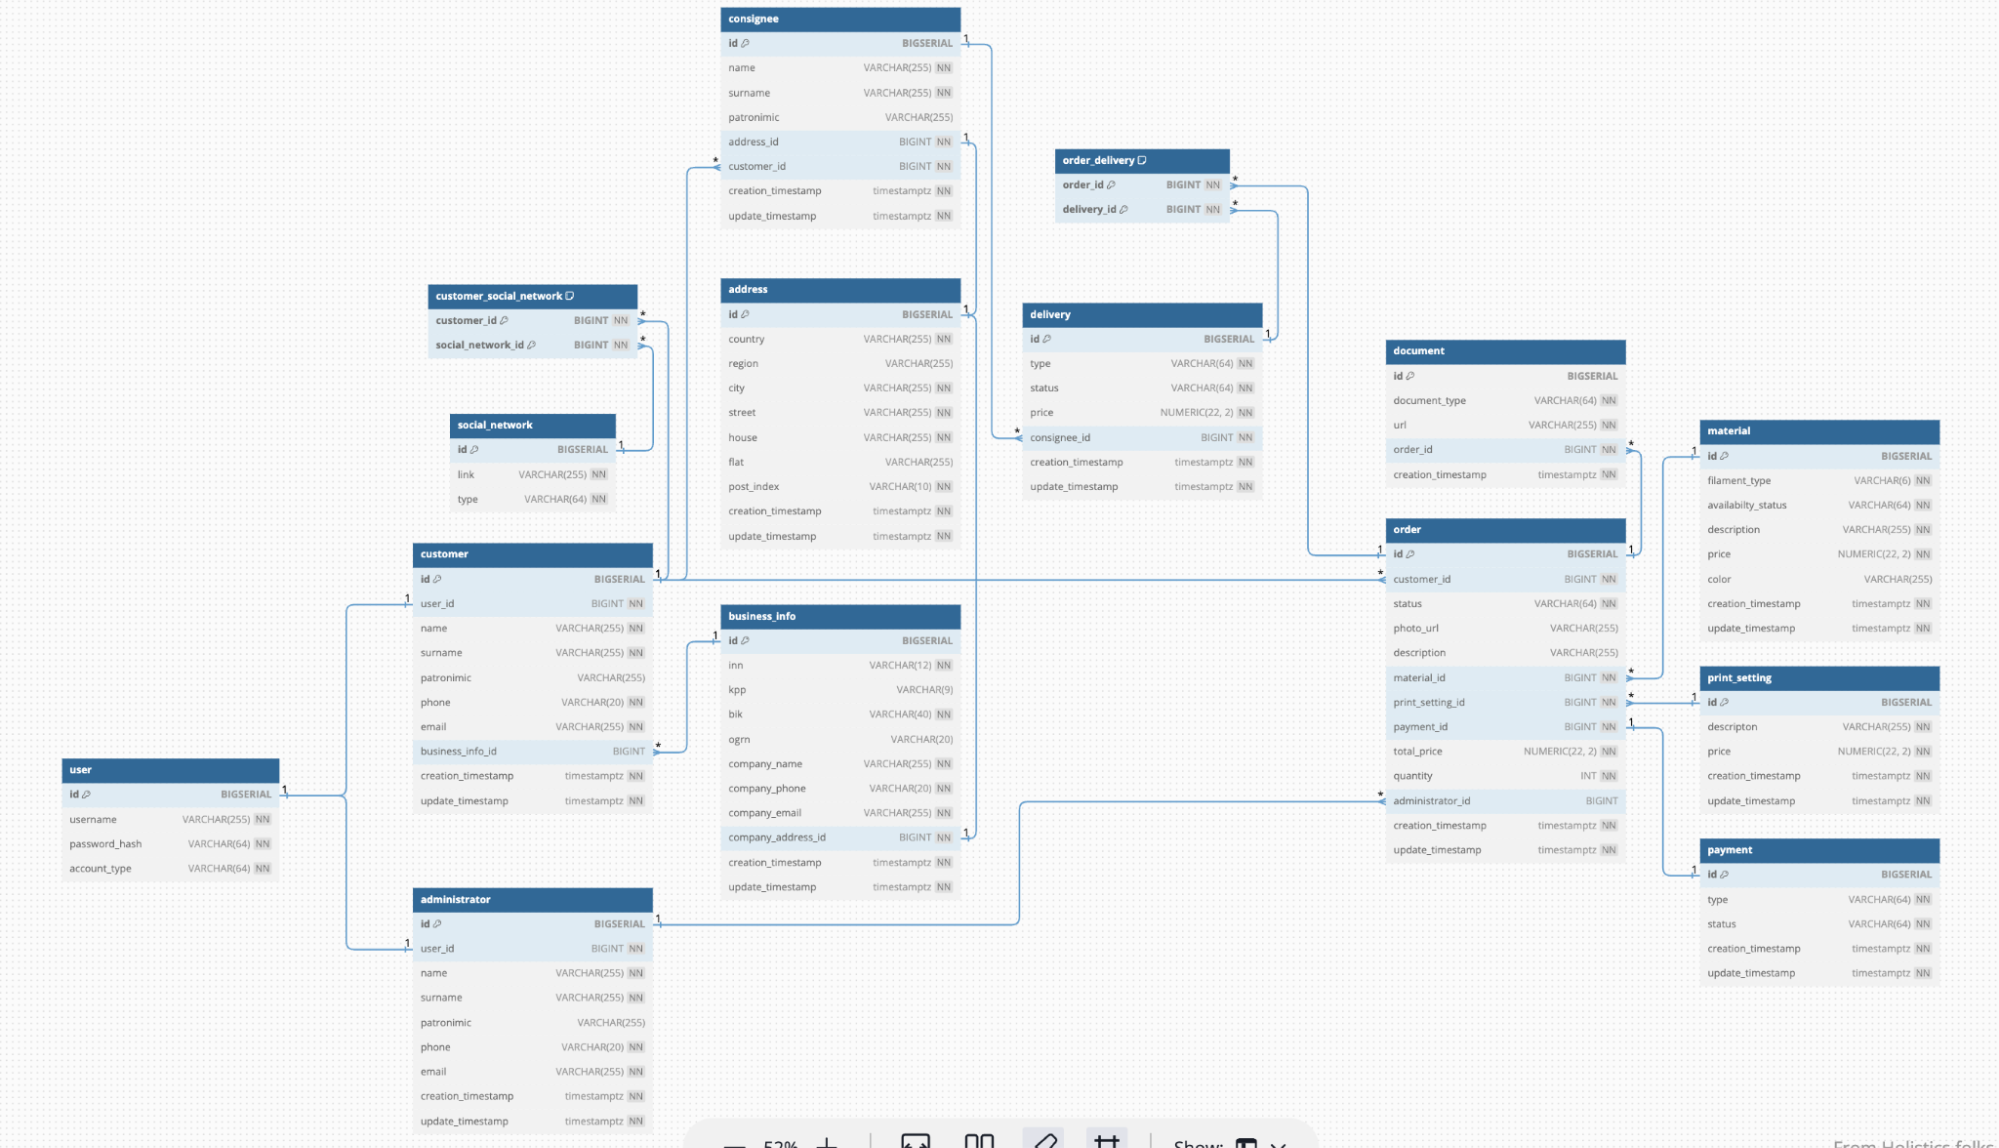 consignee
id BIGSERIAL
name VARCHAR(255) NN
surname VARCHAR(255) NN
patronimic VARCHAR(255)
address_id BIGINT NN
customer_id BIGINT NN
creation_timestamp timestamptz NN
update_timestamp timestamptz NN
1
1
*
order_delivery
order_id BIGINT NN
delivery_id BIGINT NN
*
*
customer_social_network
customer_id BIGINT NN
social_network_id BIGINT NN
*
*
address
id BIGSERIAL
country VARCHAR(255) NN
region VARCHAR(255)
city VARCHAR(255) NN
street VARCHAR(255) NN
house VARCHAR(255) NN
flat VARCHAR(255)
post_index VARCHAR(10) NN
creation_timestamp timestamptz NN
update_timestamp timestamptz NN
1
delivery
id BIGSERIAL
type VARCHAR(64) NN
status VARCHAR(64) NN
price NUMERIC(22, 2) NN
consignee_id BIGINT NN
creation_timestamp timestamptz NN
update_timestamp timestamptz NN
1
*
document
id BIGSERIAL
document_type VARCHAR(64) NN
url VARCHAR(255) NN
order_id BIGINT NN
creation_timestamp timestamptz NN
*
social_network
id BIGSERIAL
link VARCHAR(255) NN
type VARCHAR(64) NN
1
material
id BIGSERIAL
filament_type VARCHAR(6) NN
availabilty_status VARCHAR(64) NN
description VARCHAR(255) NN
price NUMERIC(22, 2) NN
color VARCHAR(255)
creation_timestamp timestamptz NN
update_timestamp timestamptz NN
1
customer
id BIGSERIAL
user_id BIGINT NN
name VARCHAR(255) NN
surname VARCHAR(255) NN
patronimic VARCHAR(255)
phone VARCHAR(20) NN
email VARCHAR(255) NN
business_info_id BIGINT
creation_timestamp timestamptz NN
update_timestamp timestamptz NN
1
1
*
order
id BIGSERIAL
customer_id BIGINT NN
status VARCHAR(64) NN
photo_url VARCHAR(255)
description VARCHAR(255)
material_id BIGINT NN
print_setting_id BIGINT NN
payment_id BIGINT NN
total_price NUMERIC(22, 2) NN
quantity INT NN
administrator_id BIGINT
creation_timestamp timestamptz NN
update_timestamp timestamptz NN
1
1
*
*
*
1
*
business_info
id BIGSERIAL
inn VARCHAR(12) NN
kpp VARCHAR(9)
bik VARCHAR(40) NN
ogrn VARCHAR(20)
company_name VARCHAR(255) NN
company_phone VARCHAR(20) NN
company_email VARCHAR(255) NN
company_address_id BIGINT NN
creation_timestamp timestamptz NN
update_timestamp timestamptz NN
1
1
print_setting
id BIGSERIAL
descripton VARCHAR(255) NN
price NUMERIC(22, 2) NN
creation_timestamp timestamptz NN
update_timestamp timestamptz NN
1
user
id BIGSERIAL
username VARCHAR(255) NN
password_hash VARCHAR(64) NN
account_type VARCHAR(64) NN
1
payment
id BIGSERIAL
type VARCHAR(64) NN
status VARCHAR(64) NN
creation_timestamp timestamptz NN
update_timestamp timestamptz NN
1
administrator
id BIGSERIAL
user_id BIGINT NN
name VARCHAR(255) NN
surname VARCHAR(255) NN
patronimic VARCHAR(255)
phone VARCHAR(20) NN
email VARCHAR(255) NN
creation_timestamp timestamptz NN
update_timestamp timestamptz NN
1
1
52%
Show:
From Holistics folks